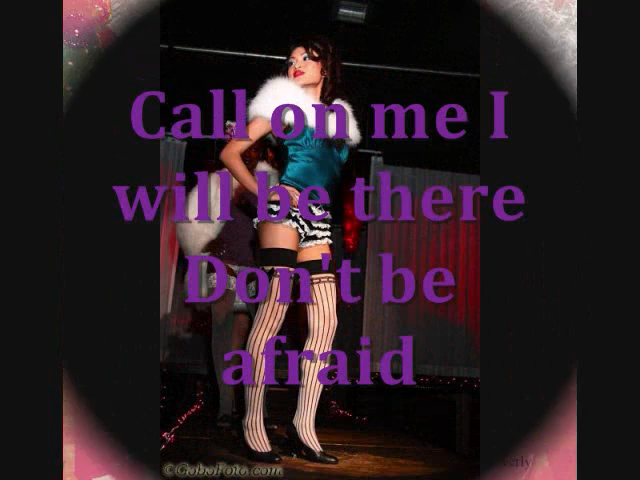 Call on me I
will be there
Don't be
afraid
©GoboFoto.com